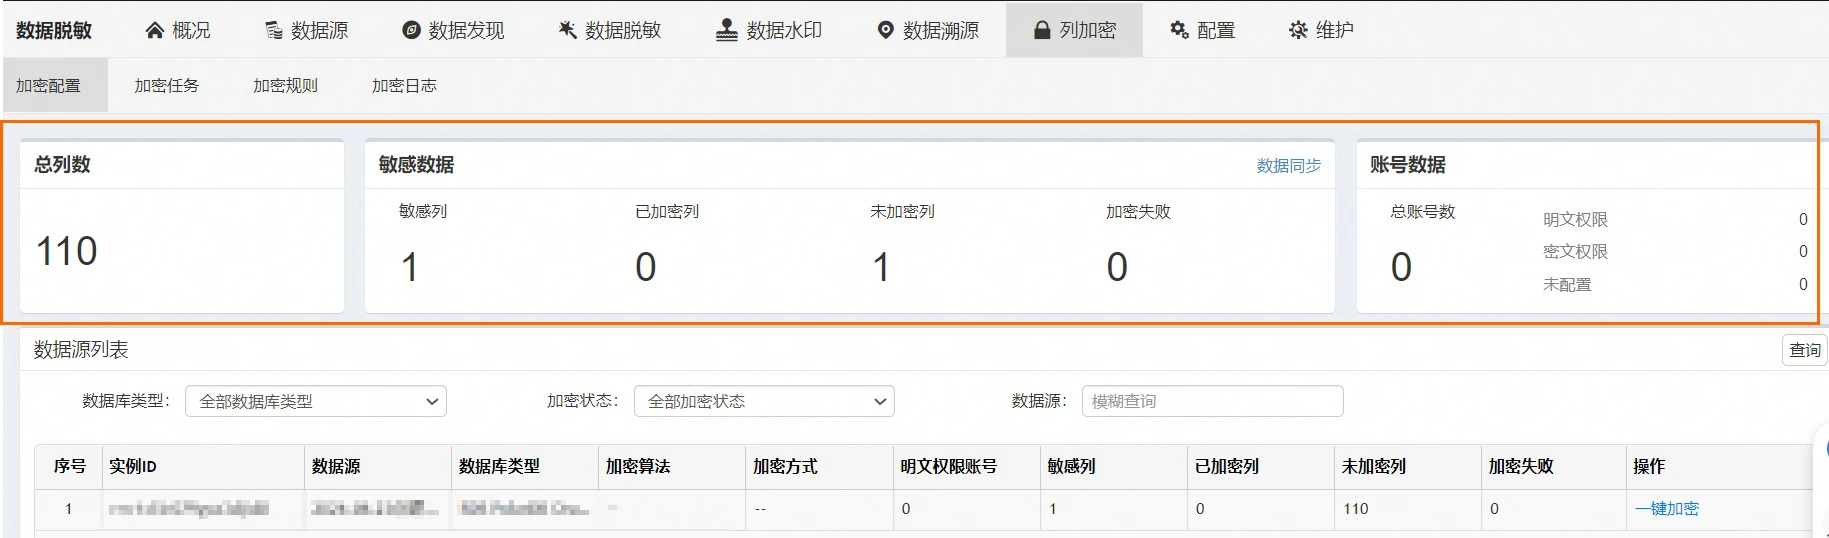 数据脱敏 概况 数据源 数据发现 数据脱敏 数据水印 数据溯源 列加密 配置 维护
加密配置 加密任务 加密规则 加密日志
总列数 敏感数据 数据同步 账号数据
敏感列 已加密列 未加密列 加密失败 总账号数 明文权限 0
110 1 0 1 0 0 密文权限 0
未配置 0
数据源列表 查询
数据库类型: 全部数据库类型 加密状态: 全部加密状态 数据源: 模糊查询
序号 实例ID 数据源 数据库类型 加密算法 加密方式 明文权限账号 敏感列 已加密列 未加密列 加密失败 操作
1 -- 0 1 0 110 0 一键加密